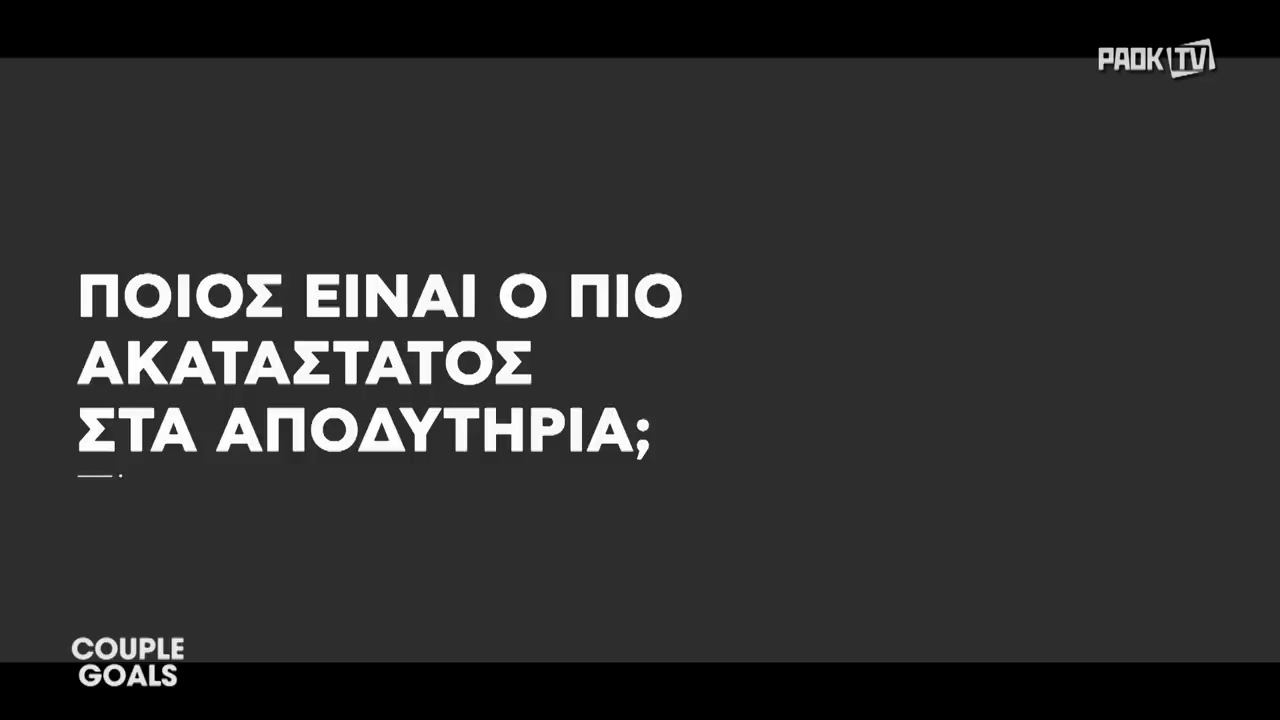 PAOK TV
ΠΟΙΟΣ ΕΙΝΑΙ Ο ΠΙΟ
ΑΚΑΤΑΣΤΑΤΟΣ
ΣΤΑ ΑΠΟΔΥΤΗΡΙΑ;
COUPLE
GOALS